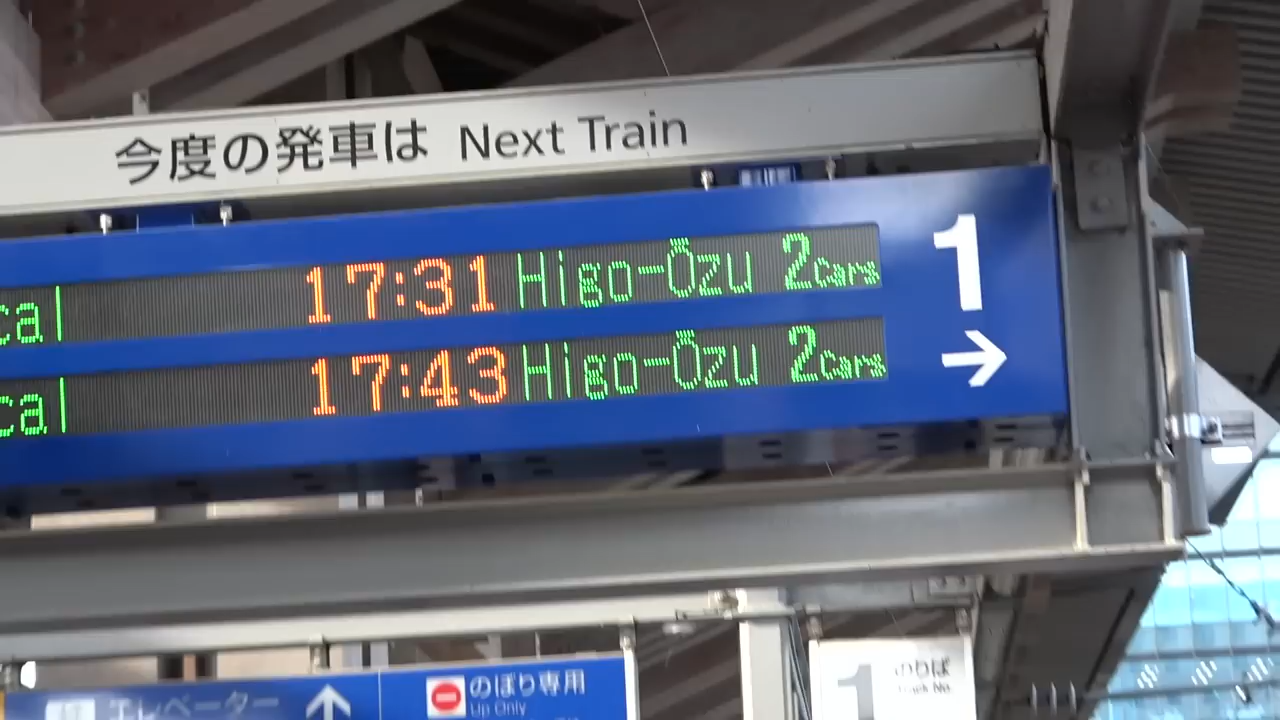 今度の発車は Next Train
cal 17:31 Higo-Ōzu 2cars
cal 17:43 Higo-Ōzu 2cars
1
→
エレベーター ↑
のぼり専用
Up Only
1 のりば
Track No.